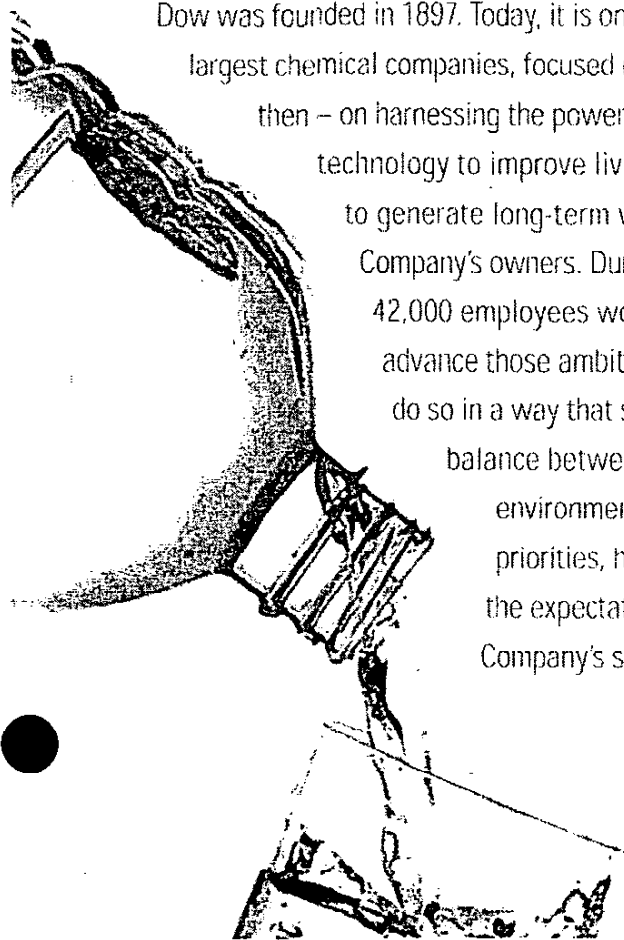 Dow was founded in 1897. Today, it is on
largest chemical companies, focused
then – on harnessing the power
technology to improve liv
to generate long-term v
Company's owners. Du
42,000 employees wo
advance those ambit
do so in a way that s
balance betwe
environmen
priorities, h
the expectat
Company's s